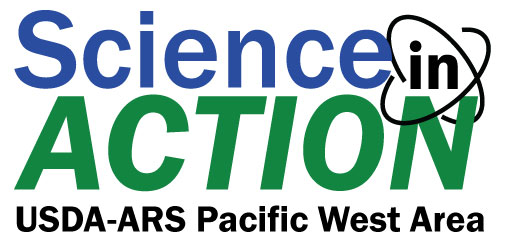 Science in
ACTION
USDA-ARS Pacific West Area